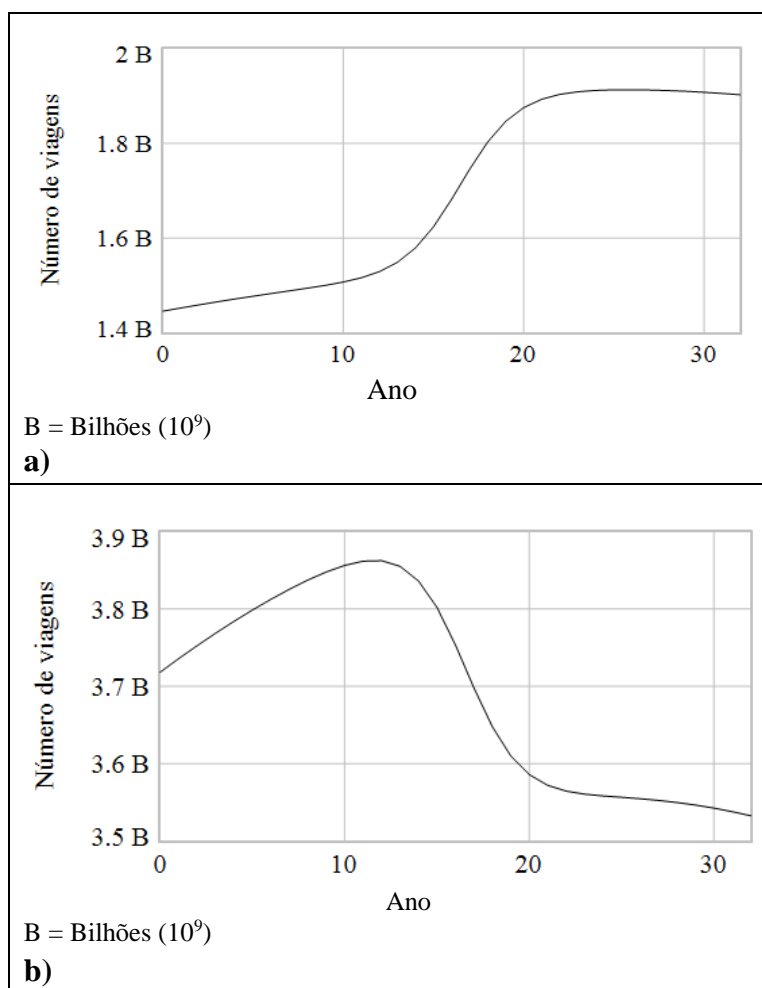 2 B
1.8 B
1.6 B
1.4 B
Número de viagens
0 10 20 30
Ano
B = Bilhões (10⁹)
a)
3.9 B
3.8 B
3.7 B
3.6 B
3.5 B
Número de viagens
0 10 20 30
Ano
B = Bilhões (10⁹)
b)